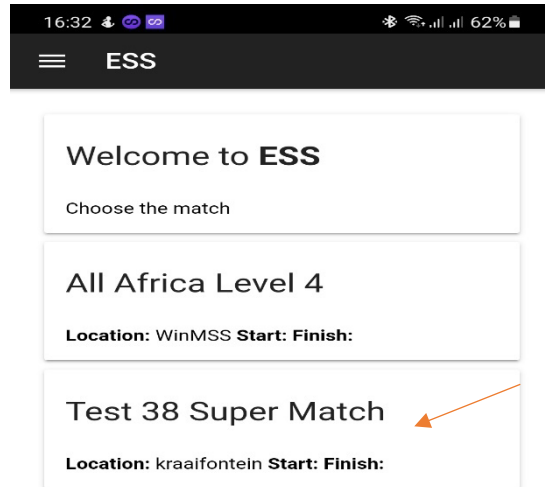 16:32 62%
ESS
Welcome to ESS
Choose the match
All Africa Level 4
Location: WinMSS Start: Finish:
Test 38 Super Match
Location: kraaifontein Start: Finish: